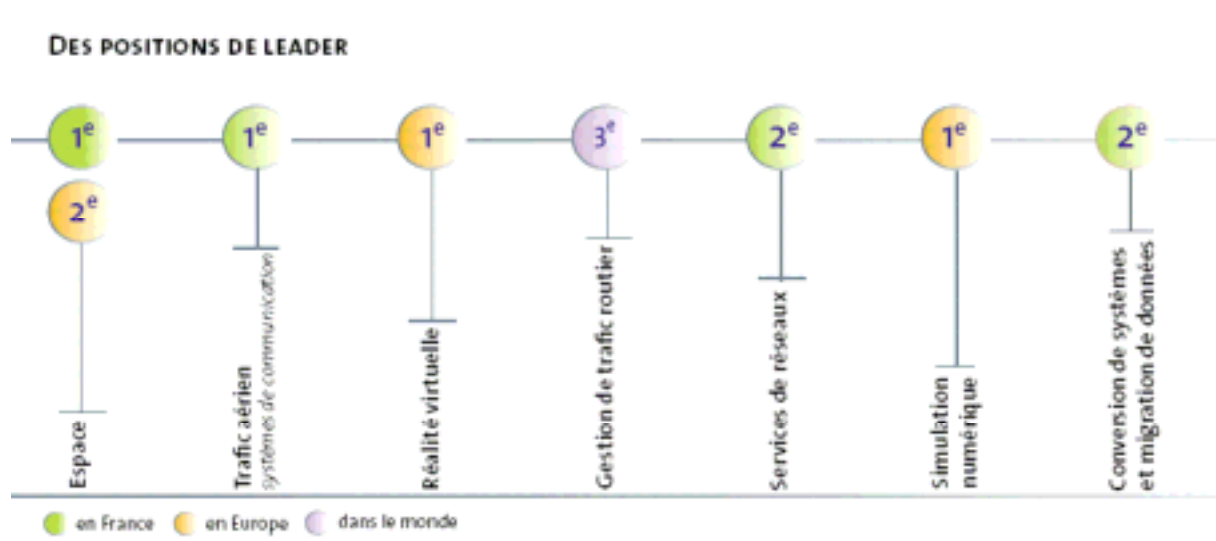 DES POSITIONS DE LEADER
1e
1e
1e
3e
2e
1e
2e
2e
Espace
Trafic aérien
systèmes de communication
Réalité virtuelle
Gestion de trafic routier
Services de réseaux
Simulation
numérique
Conversion de systèmes
et migration de données
en France
en Europe
dans le monde